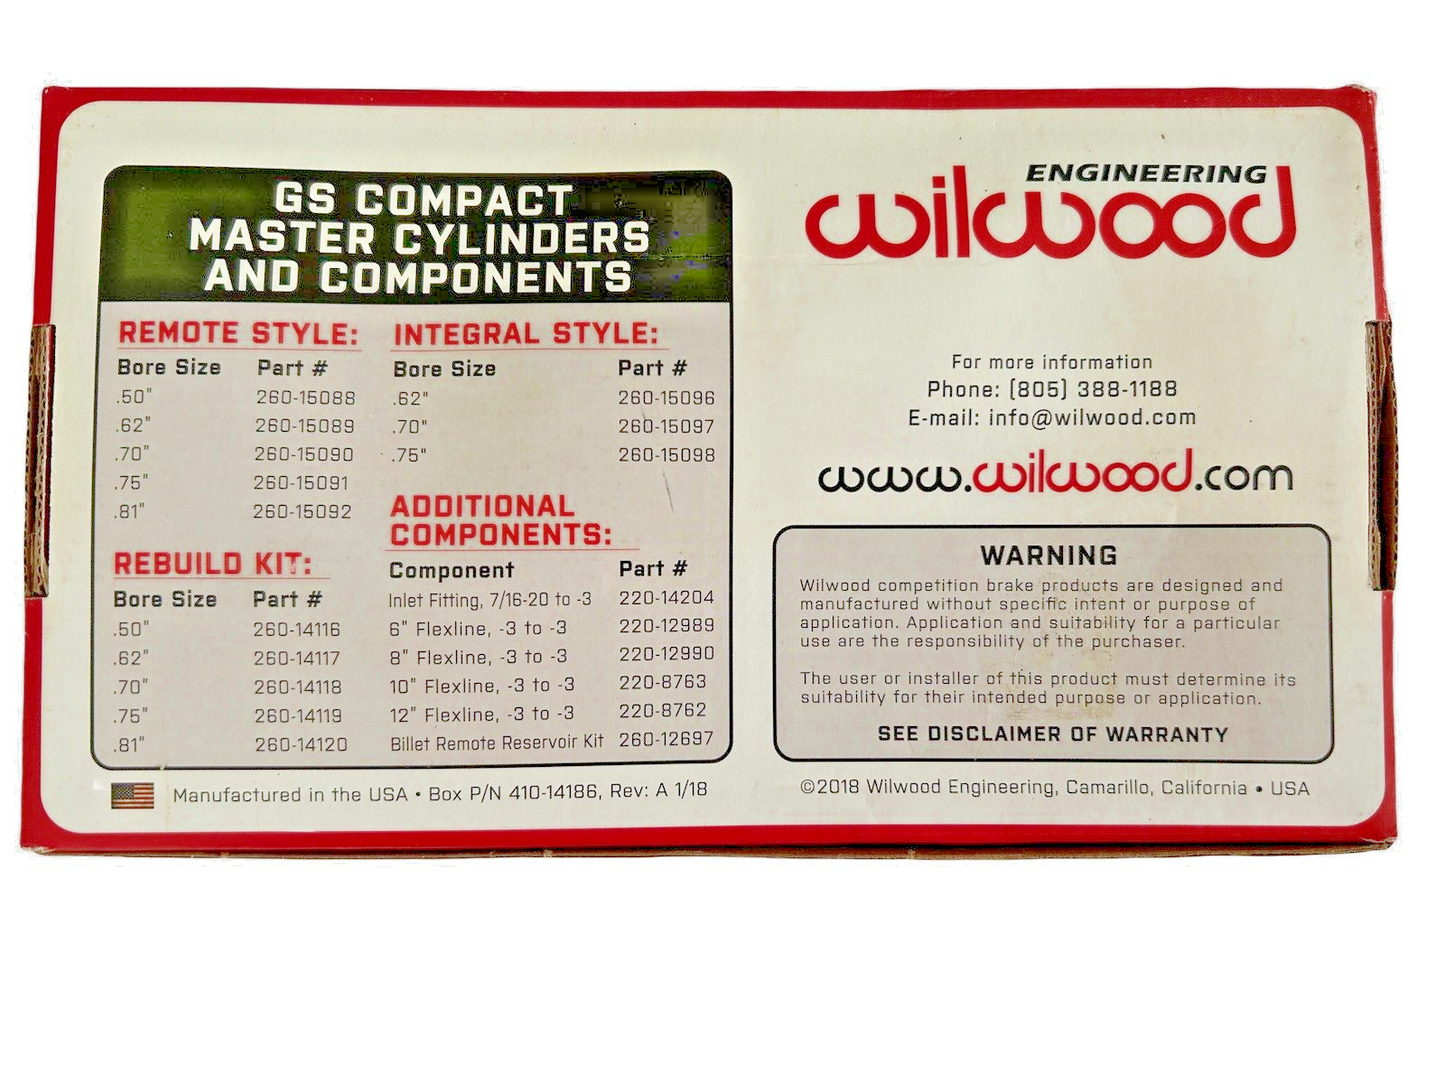 GS COMPACT
MASTER CYLINDERS
AND COMPONENTS
REMOTE STYLE:
Bore Size Part #
.50" 260-15088
.62" 260-15089
.70" 260-15090
.75" 260-15091
.81" 260-15092
REBUILD KIT:
Bore Size Part #
.50" 260-14116
.62" 260-14117
.70" 260-14118
.75" 260-14119
.81" 260-14120
INTEGRAL STYLE:
Bore Size Part #
.62" 260-15096
.70" 260-15097
.75" 260-15098
ADDITIONAL
COMPONENTS:
Component Part #
Inlet Fitting, 7/16-20 to -3 220-14204
6" Flexline, -3 to -3 220-12989
8" Flexline, -3 to -3 220-12990
10" Flexline, -3 to -3 220-8763
12" Flexline, -3 to -3 220-8762
Billet Remote Reservoir Kit 260-12697
Manufactured in the USA • Box P/N 410-14186, Rev: A 1/18
ENGINEERING
wilwood
For more information
Phone: (805) 388-1188
E-mail: info@wilwood.com
www.wilwood.com
WARNING
Wilwood competition brake products are designed and
manufactured without specific intent or purpose of
application. Application and suitability for a particular
use are the responsibility of the purchaser.
The user or installer of this product must determine its
suitability for their intended purpose or application.
SEE DISCLAIMER OF WARRANTY
©2018 Wilwood Engineering, Camarillo, California • USA